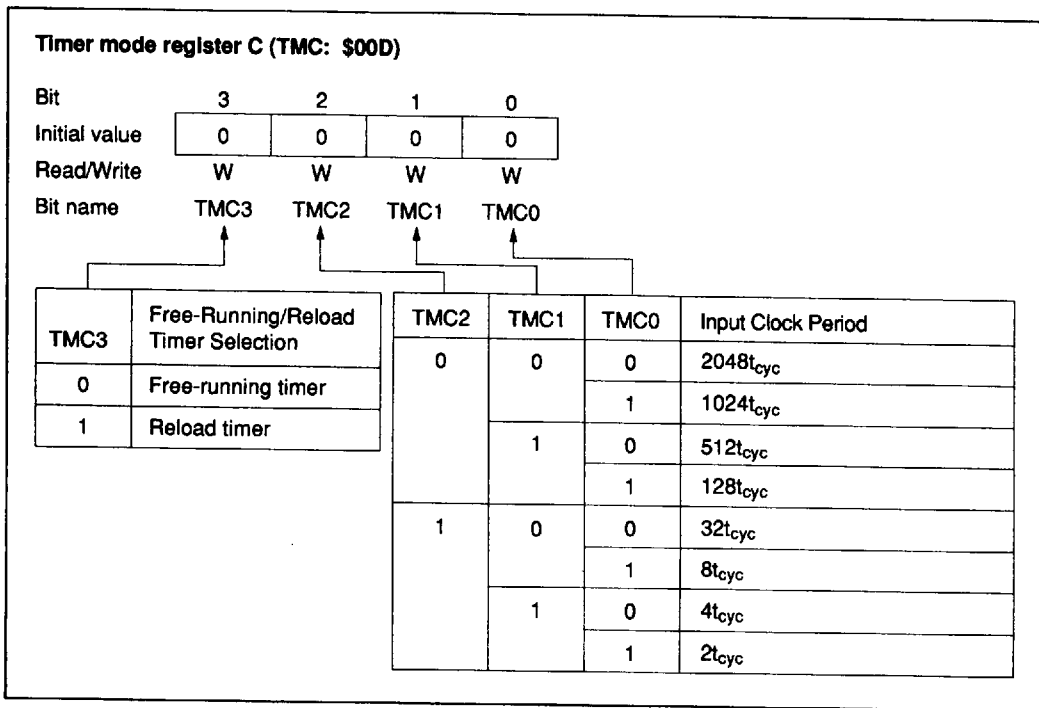 Timer mode register C (TMC: $00D)
Bit 3 2 1 0
Initial value 0 0 0 0
Read/Write W W W W
Bit name TMC3 TMC2 TMC1 TMC0
TMC3 Free-Running/Reload
Timer Selection
0 Free-running timer
1 Reload timer
TMC2 TMC1 TMC0 Input Clock Period
0 0 0 2048tcyc
1 1024tcyc
1 0 512tcyc
1 128tcyc
1 0 0 32tcyc
1 8tcyc
1 0 4tcyc
1 2tcyc